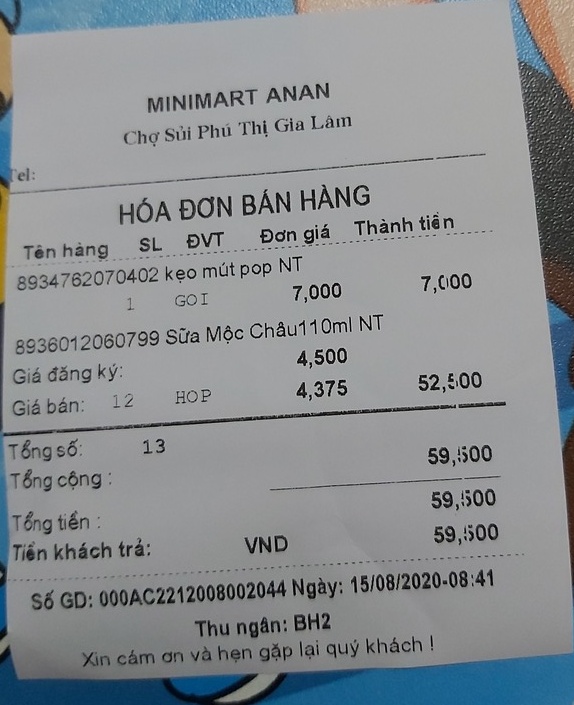 MINIMART ANAN
Chợ Sủi Phú Thị Gia Lâm
Tel:
HÓA ĐƠN BÁN HÀNG
Tên hàng SL ĐVT Đơn giá Thành tiền
8934762070402 kẹo mút pop NT
1 GOI 7,000 7,000
8936012060799 Sữa Mộc Châu110ml NT
Giá đăng ký: 4,500
Giá bán: 12 HOP 4,375 52,500
Tổng số: 13
Tổng cộng : 59,500
Tổng tiền : 59,500
Tiền khách trả: VND 59,500
Số GD: 000AC2212008002044 Ngày: 15/08/2020-08:41
Thu ngân: BH2
Xin cám ơn và hẹn gặp lại quý khách !